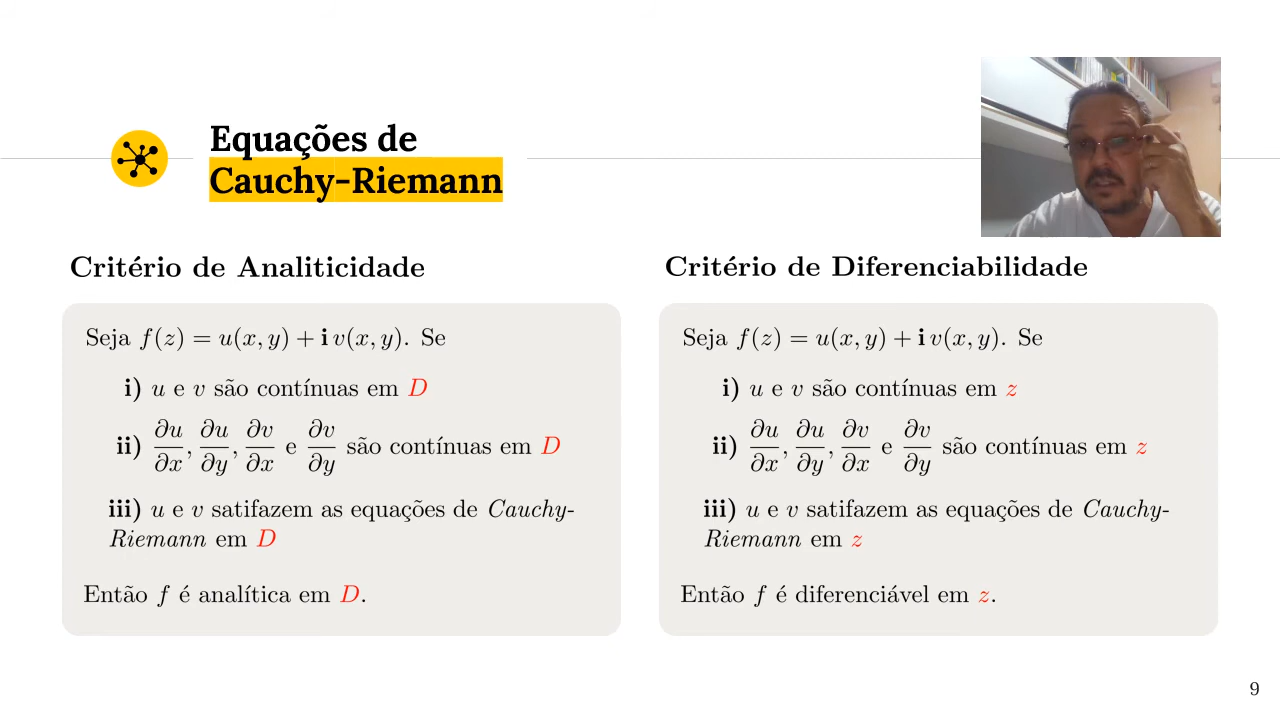 Equações de
Cauchy-Riemann
Critério de Analiticidade
Seja f(z) = u(x, y) + i v(x, y). Se
i) u e v são contínuas em D
ii) ∂u/∂x, ∂u/∂y, ∂v/∂x e ∂v/∂y são contínuas em D
iii) u e v satifazem as equações de Cauchy-
Riemann em D
Então f é analítica em D.
Critério de Diferenciabilidade
Seja f(z) = u(x, y) + i v(x, y). Se
i) u e v são contínuas em z
ii) ∂u/∂x, ∂u/∂y, ∂v/∂x e ∂v/∂y são contínuas em z
iii) u e v satifazem as equações de Cauchy-
Riemann em z
Então f é diferenciável em z.
9